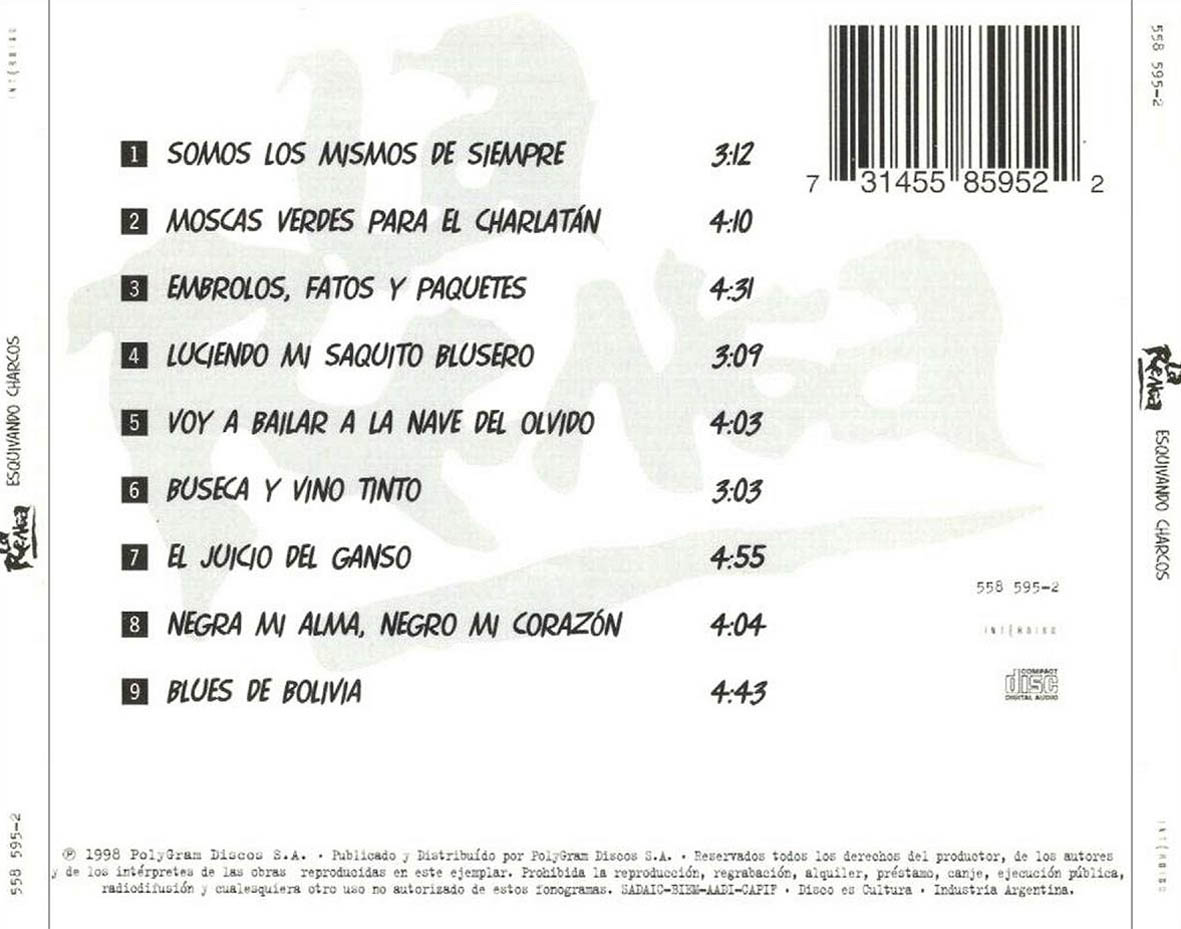 1 SOMOS LOS MISMOS DE SIEMPRE 3:12
2 MOSCAS VERDES PARA EL CHARLATÁN 4:10
3 EMBROLOS, FATOS Y PAQUETES 4:31
4 LUCIENDO MI SAQUITO BLUSERO 3:09
5 VOY A BAILAR A LA NAVE DEL OLVIDO 4:03
6 BUSECA Y VINO TINTO 3:03
7 EL JUICIO DEL GANSO 4:55
8 NEGRA MI ALMA, NEGRO MI CORAZÓN 4:04
9 BLUES DE BOLIVIA 4:43
7 31455 85952 2
558 595-2
INTERDISC
COMPACT
disc
DIGITAL AUDIO
℗ 1998 PolyGram Discos S.A. · Publicado y Distribuído por PolyGram Discos S.A. · Reservados todos los derechos del productor, de los autores
y de los intérpretes de las obras reproducidas en este ejemplar. Prohibida la reproducción, regrabación, alquiler, préstamo, canje, ejecución pública,
radiodifusión y cualesquiera otro uso no autorizado de estos fonogramas. SADAIC-BIEM-AADI-CAPIF · Disco es Cultura · Industria Argentina.
INTERDISC
ESQUIVANDO CHARCOS
La Renga
558 595-2
558 595-2
La Renga
ESQUIVANDO CHARCOS
INTERDISC
La Renga